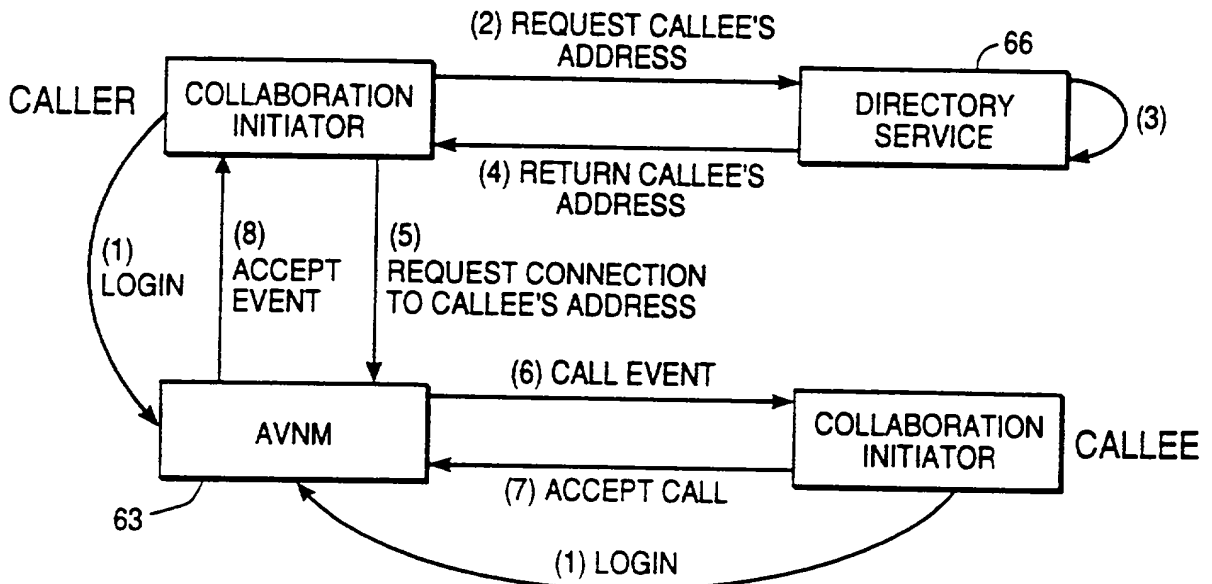 (2) REQUEST CALLEE'S
ADDRESS
66
CALLER
COLLABORATION
INITIATOR
DIRECTORY
SERVICE
(3)
(4) RETURN CALLEE'S
ADDRESS
(1)
LOGIN
(8)
ACCEPT
EVENT
(5)
REQUEST CONNECTION
TO CALLEE'S ADDRESS
(6) CALL EVENT
AVNM
COLLABORATION
INITIATOR
CALLEE
(7) ACCEPT CALL
63
(1) LOGIN